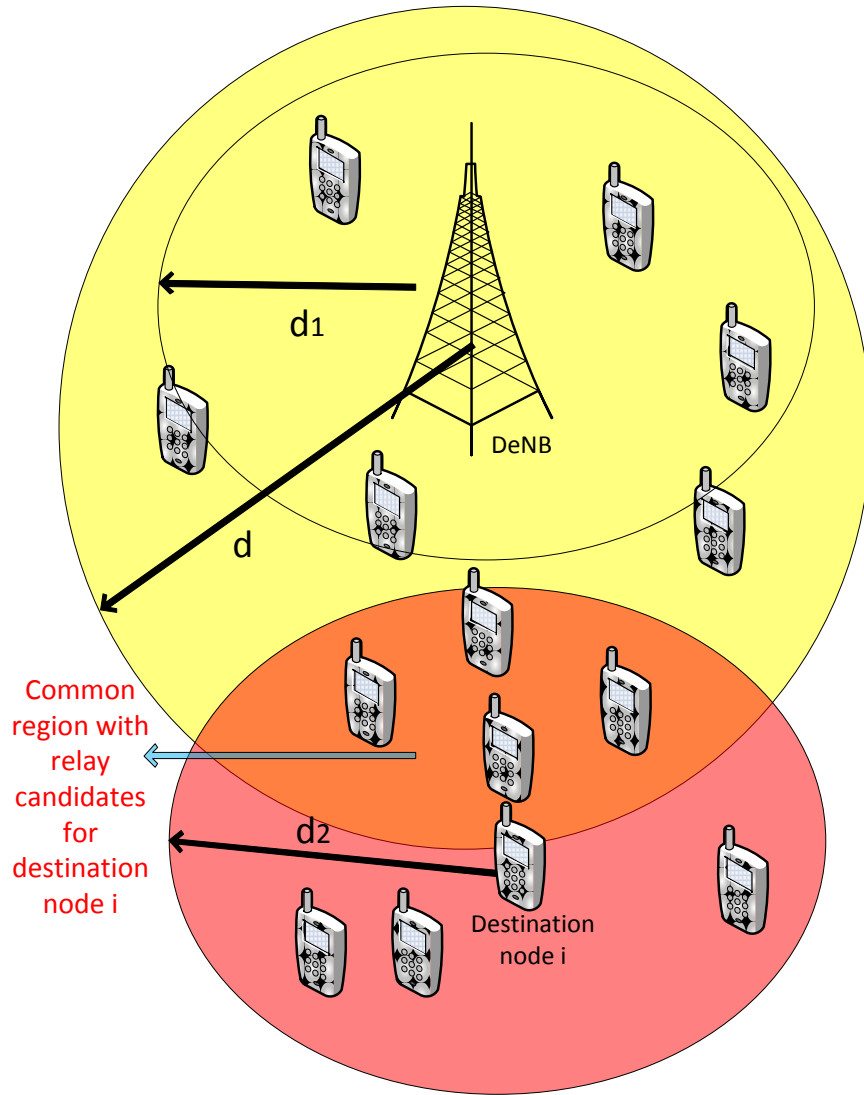 d1
DeNB
d
Common
region with
relay
candidates
for
destination
node i
d2
Destination
node i